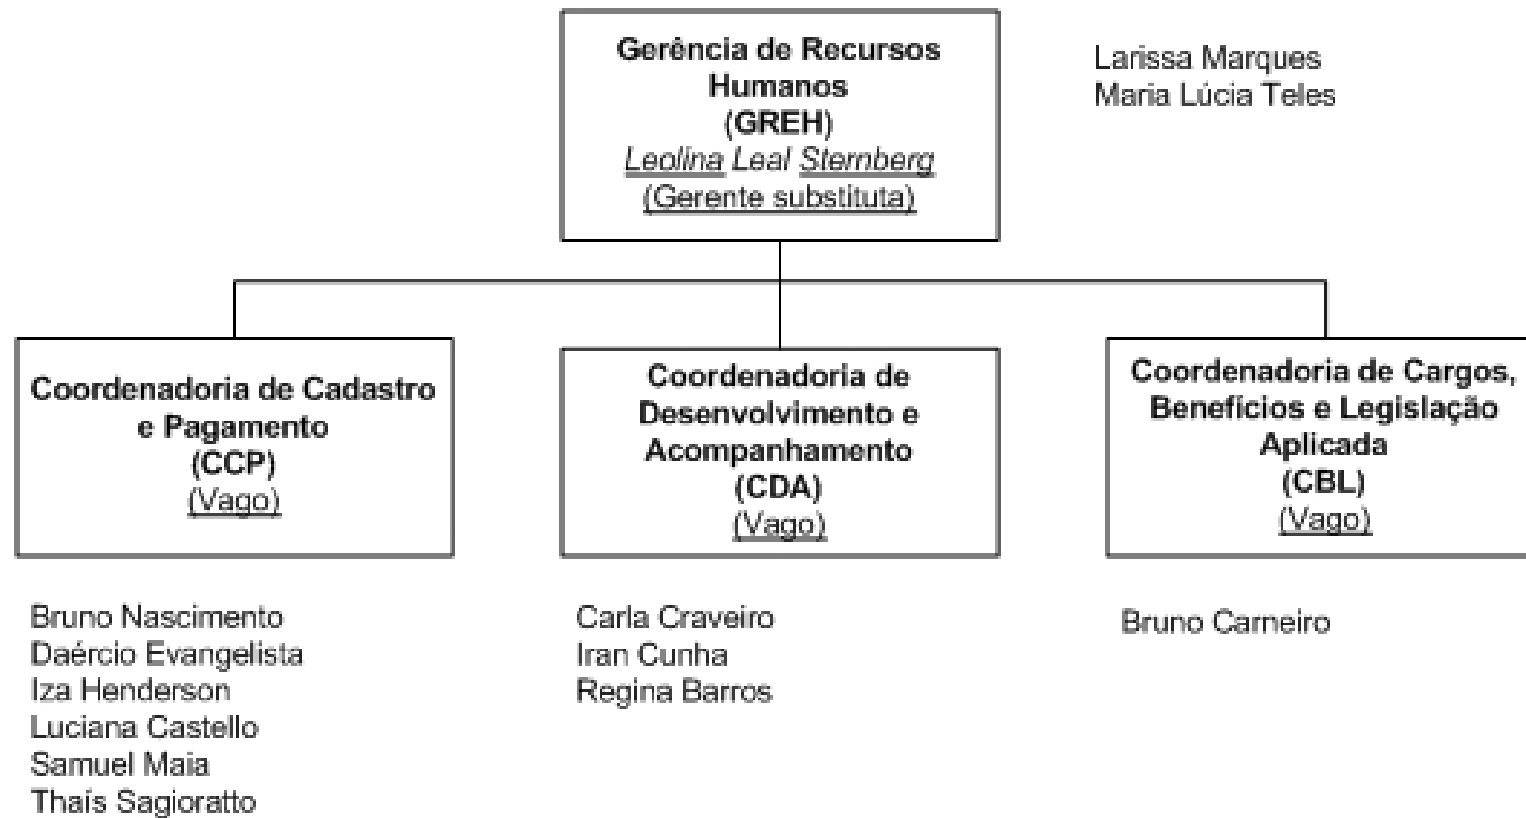 Gerência de Recursos
Humanos
(GREH)
Leolina Leal Sternberg
(Gerente substituta)
Larissa Marques
Maria Lúcia Teles
Coordenadoria de Cadastro
e Pagamento
(CCP)
(Vago)
Coordenadoria de
Desenvolvimento e
Acompanhamento
(CDA)
(Vago)
Coordenadoria de Cargos,
Benefícios e Legislação
Aplicada
(CBL)
(Vago)
Bruno Nascimento
Daércio Evangelista
Iza Henderson
Luciana Castello
Samuel Maia
Thaís Sagioratto
Carla Craveiro
Iran Cunha
Regina Barros
Bruno Carneiro